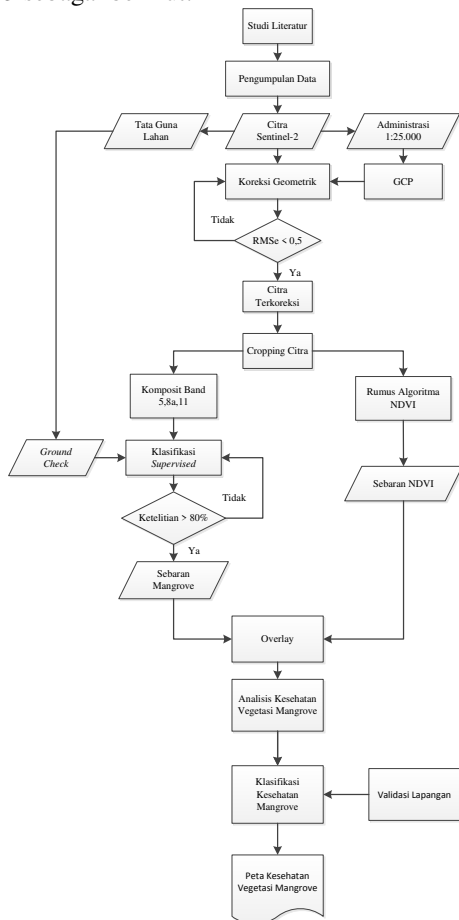 Studi Literatur
Pengumpulan Data
Tata Guna
Lahan
Citra
Sentinel-2
Administrasi
1:25.000
Koreksi Geometrik
GCP
Tidak
RMSe < 0,5
Ya
Citra
Terkoreksi
Cropping Citra
Komposit Band
5,8a,11
Rumus Algoritma
NDVI
Ground
Check
Klasifikasi
Supervised
Sebaran NDVI
Tidak
Ketelitian > 80%
Ya
Sebaran
Mangrove
Overlay
Analisis Kesehatan
Vegetasi Mangrove
Klasifikasi
Kesehatan
Mangrove
Validasi Lapangan
Peta Kesehatan
Vegetasi Mangrove